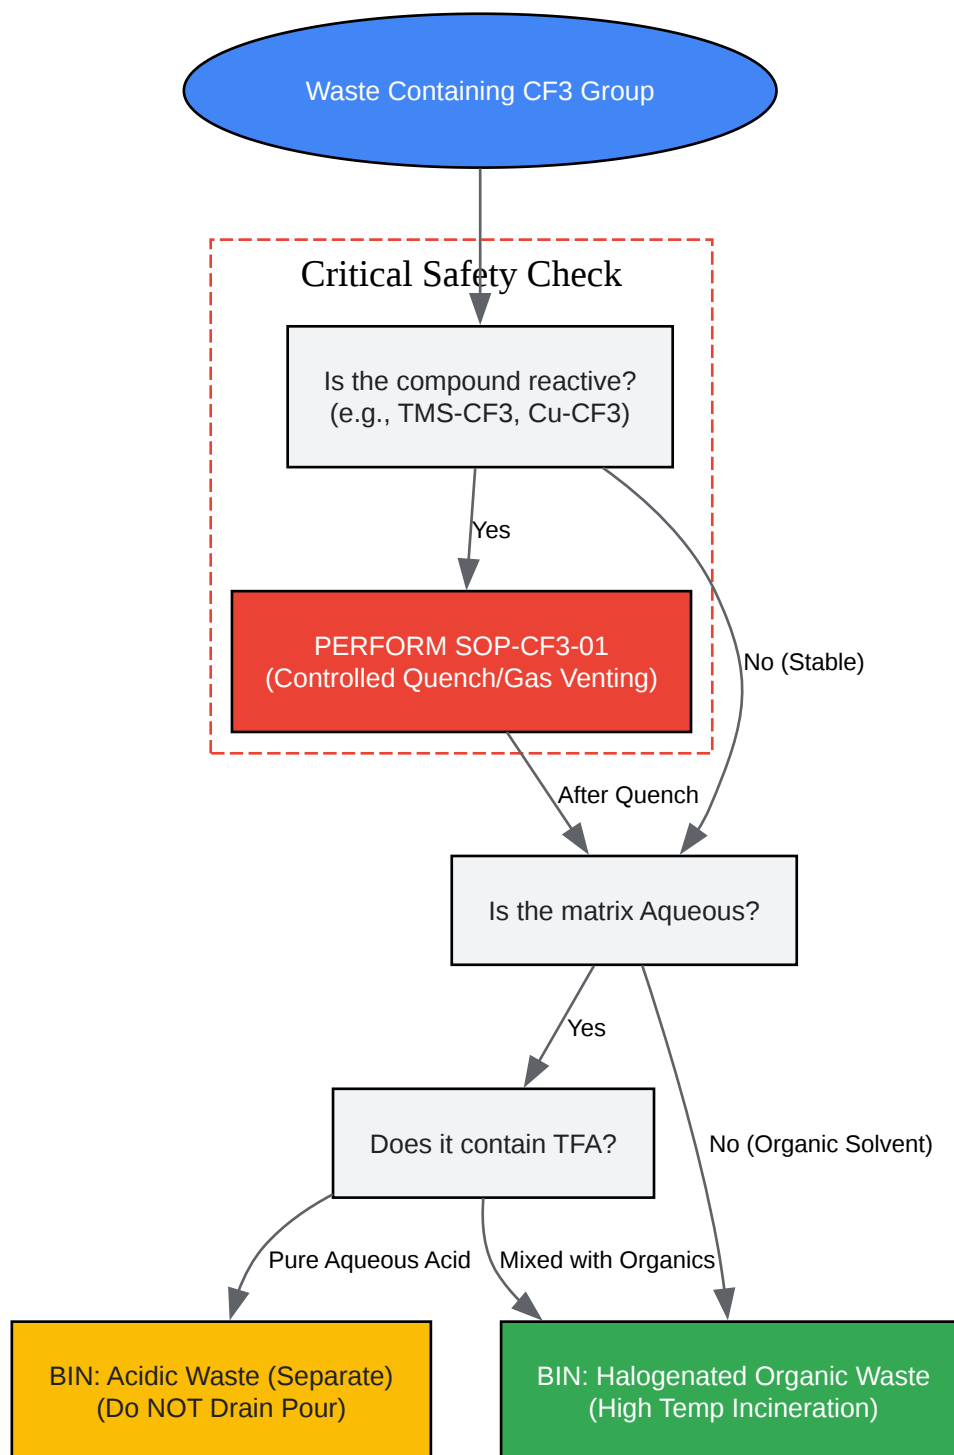 Waste Containing CF3 Group
Critical Safety Check
Is the compound reactive?
(e.g., TMS-CF3, Cu-CF3)
Yes
PERFORM SOP-CF3-01
(Controlled Quench/Gas Venting)
No (Stable)
After Quench
Is the matrix Aqueous?
Yes
Does it contain TFA?
No (Organic Solvent)
Pure Aqueous Acid
Mixed with Organics
BIN: Acidic Waste (Separate)
(Do NOT Drain Pour)
BIN: Halogenated Organic Waste
(High Temp Incineration)